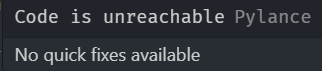 Code is unreachable Pylance
No quick fixes available